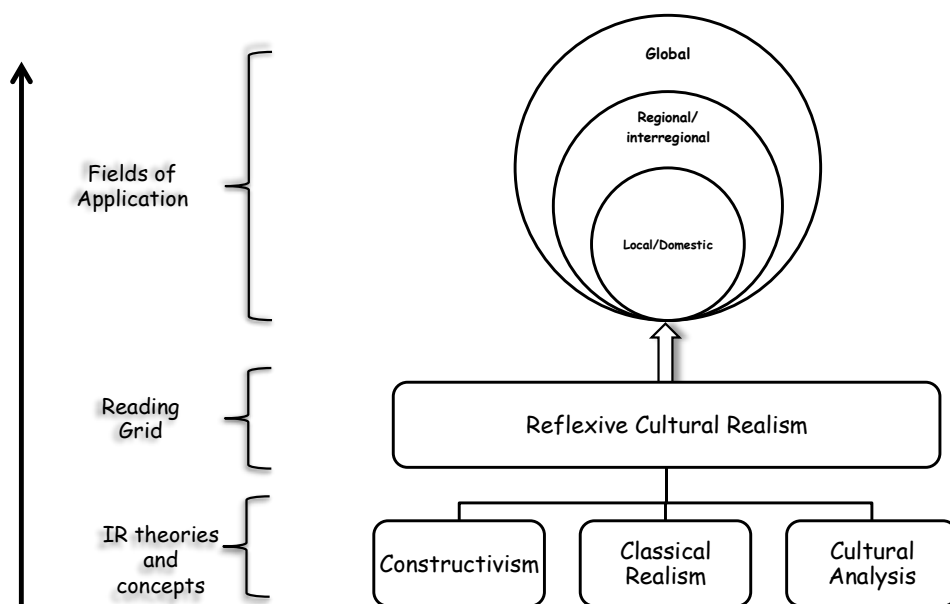 Global
Regional/
interregional
Local/Domestic
Fields of
Application
Reading
Grid
Reflexive Cultural Realism
IR theories
and
concepts
Constructivism
Classical
Realism
Cultural
Analysis